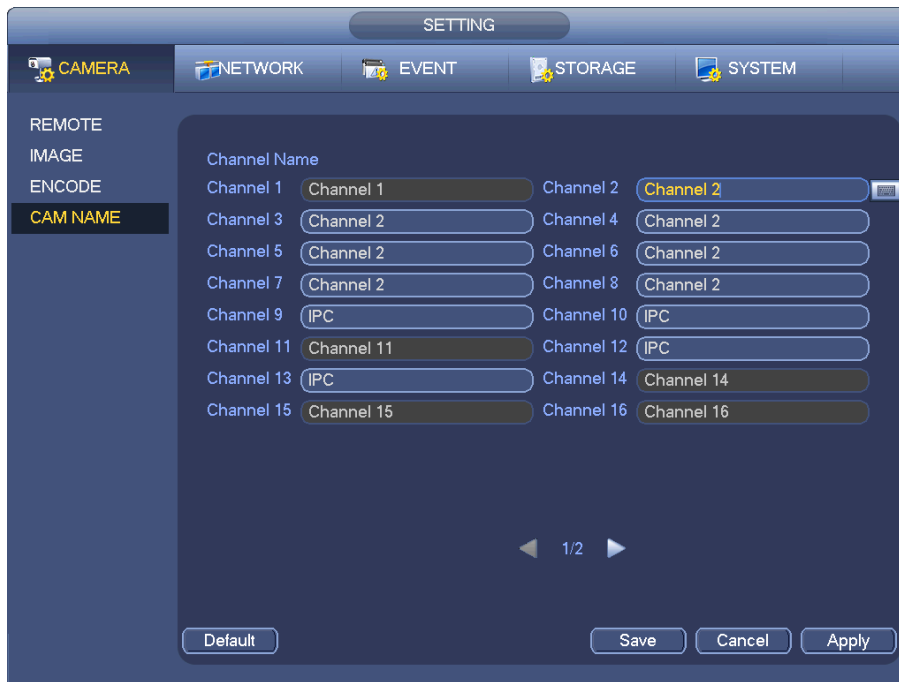 SETTING
CAMERA NETWORK EVENT STORAGE SYSTEM
REMOTE
IMAGE
ENCODE
CAM NAME
Channel Name
Channel 1 Channel 1 Channel 2 Channel 2
Channel 3 Channel 2 Channel 4 Channel 2
Channel 5 Channel 2 Channel 6 Channel 2
Channel 7 Channel 2 Channel 8 Channel 2
Channel 9 IPC Channel 10 IPC
Channel 11 Channel 11 Channel 12 IPC
Channel 13 IPC Channel 14 Channel 14
Channel 15 Channel 15 Channel 16 Channel 16
1/2
Default Save Cancel Apply